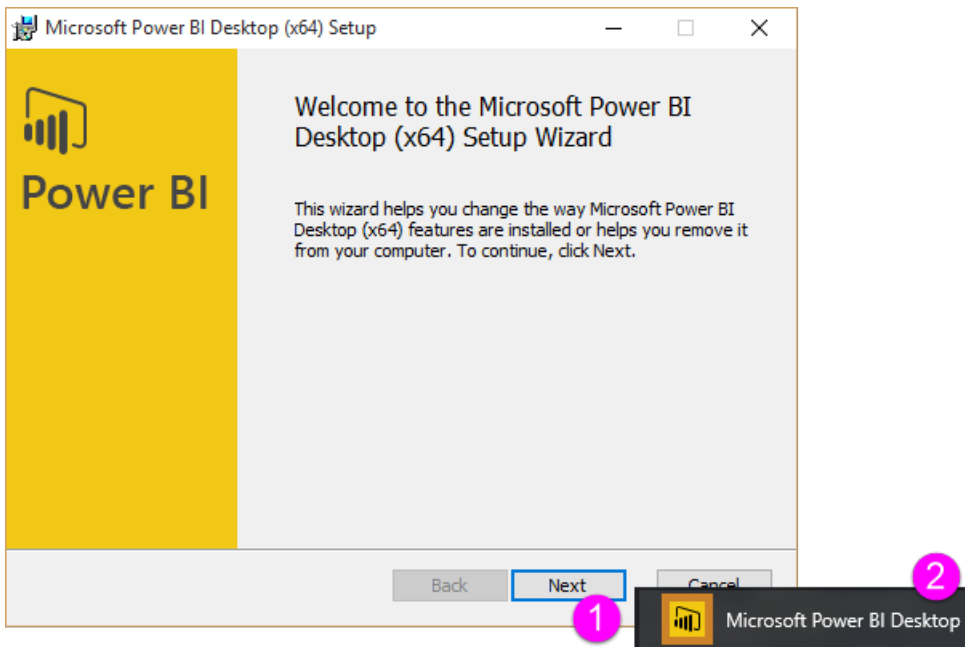 Microsoft Power BI Desktop (x64) Setup
Power BI
Welcome to the Microsoft Power BI
Desktop (x64) Setup Wizard
This wizard helps you change the way Microsoft Power BI
Desktop (x64) features are installed or helps you remove it
from your computer. To continue, click Next.
Back Next Cancel
1
2
Microsoft Power BI Desktop